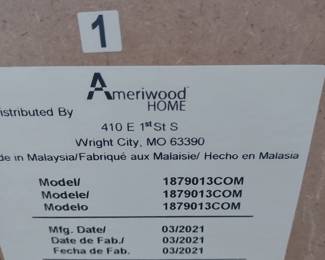 1
Ameriwood
HOME
istributed By
410 E 1st St S
Wright City, MO 63390
de in Malaysia/Fabriqué aux Malaisie/ Hecho en Malasia
Model/ 1879013COM
Modele/ 1879013COM
Modelo 1879013COM
Mfg. Date/ 03/2021
Date de Fab./ 03/2021
Fecha de Fab. 03/2021